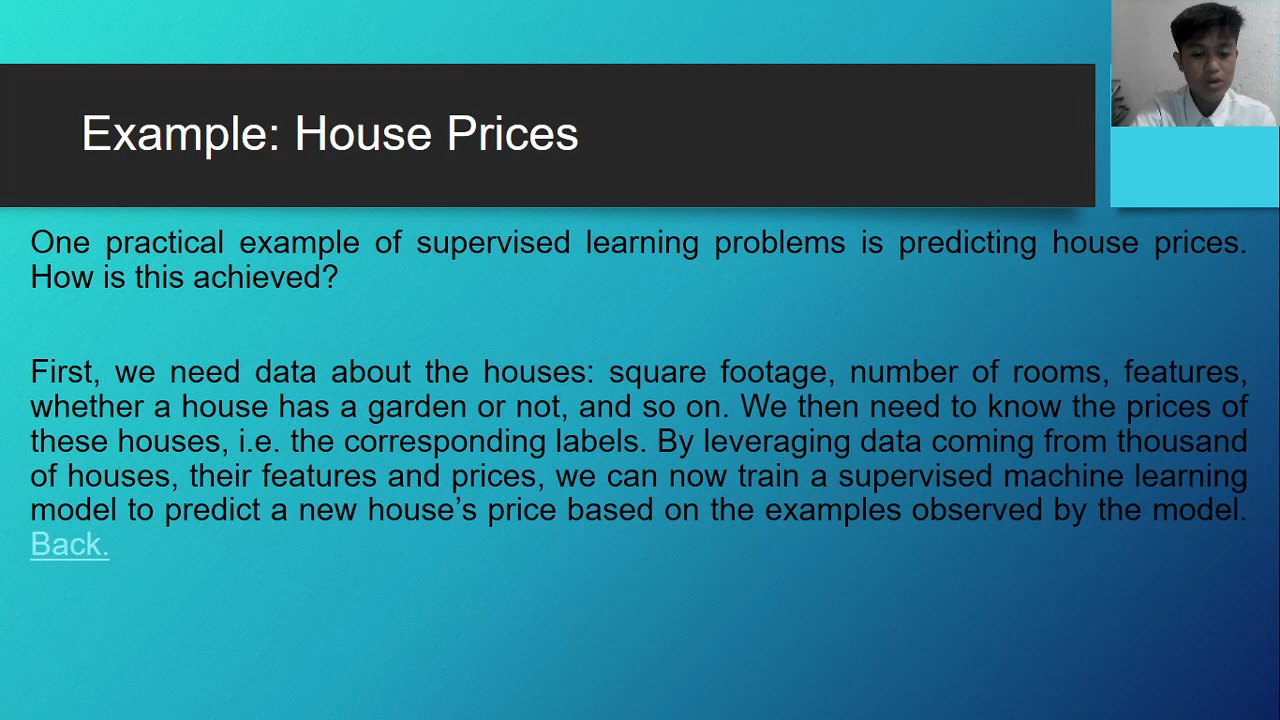 Example: House Prices
One practical example of supervised learning problems is predicting house prices.
How is this achieved?
First, we need data about the houses: square footage, number of rooms, features,
whether a house has a garden or not, and so on. We then need to know the prices of
these houses, i.e. the corresponding labels. By leveraging data coming from thousand
of houses, their features and prices, we can now train a supervised machine learning
model to predict a new house’s price based on the examples observed by the model.
Back.